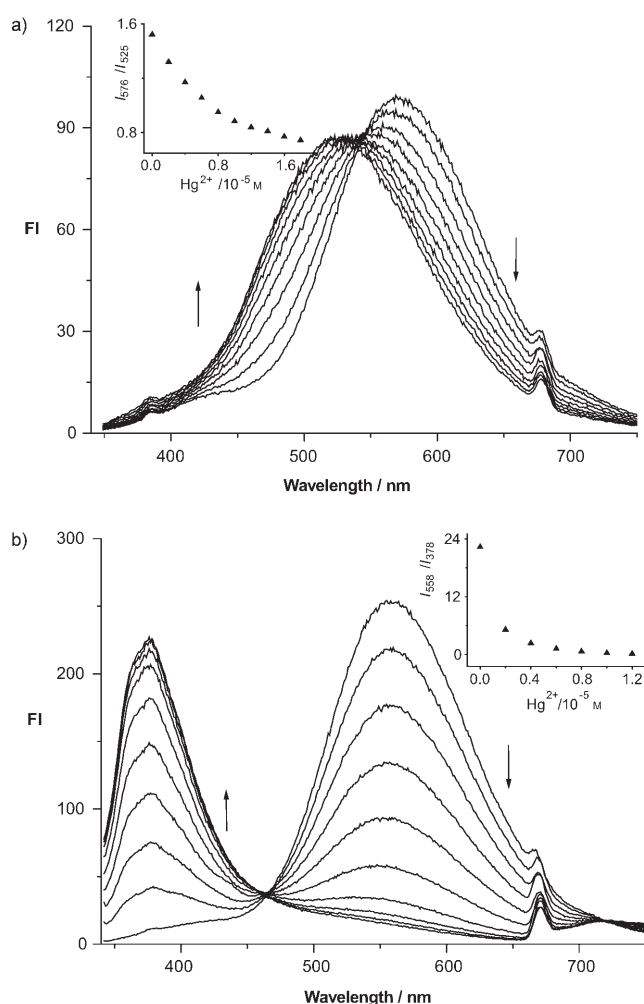 a)
120
90
60
30
0
FI
400 500 600 700
Wavelength / nm
1.6
0.8
I576 /I525
0.0 0.6 1.2 1.8
Hg2+ /10-5 M
b)
300
200
100
0
FI
400 500 600 700
Wavelength / nm
24
12
0
I558 /I378
0.0 0.4 0.8 1.2
Hg2+/10-5 M